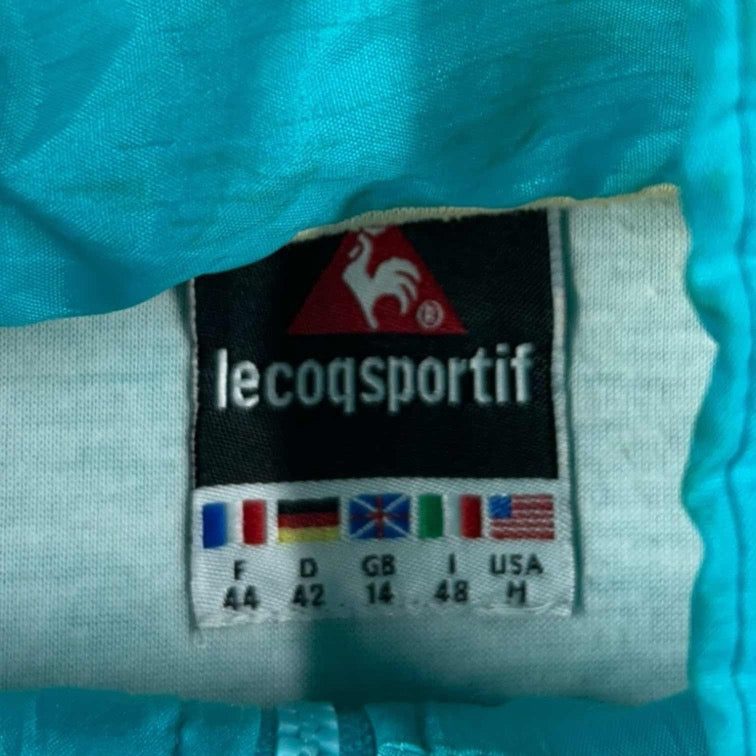 ®
lecoqsportif
F D GB I USA
44 42 14 48 M